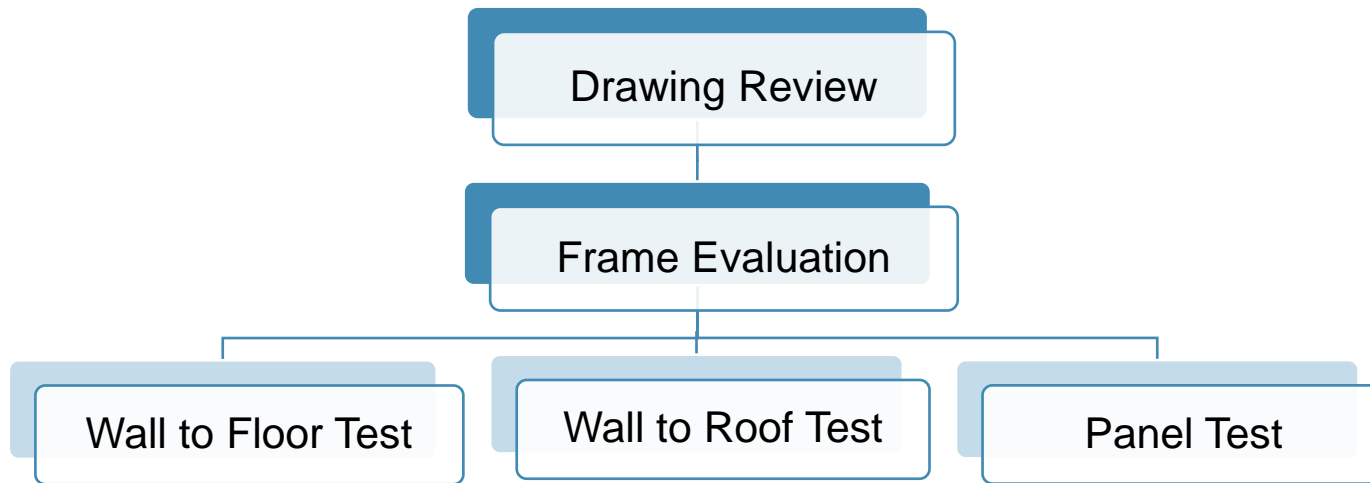 Drawing Review
Frame Evaluation
Wall to Floor Test
Wall to Roof Test
Panel Test